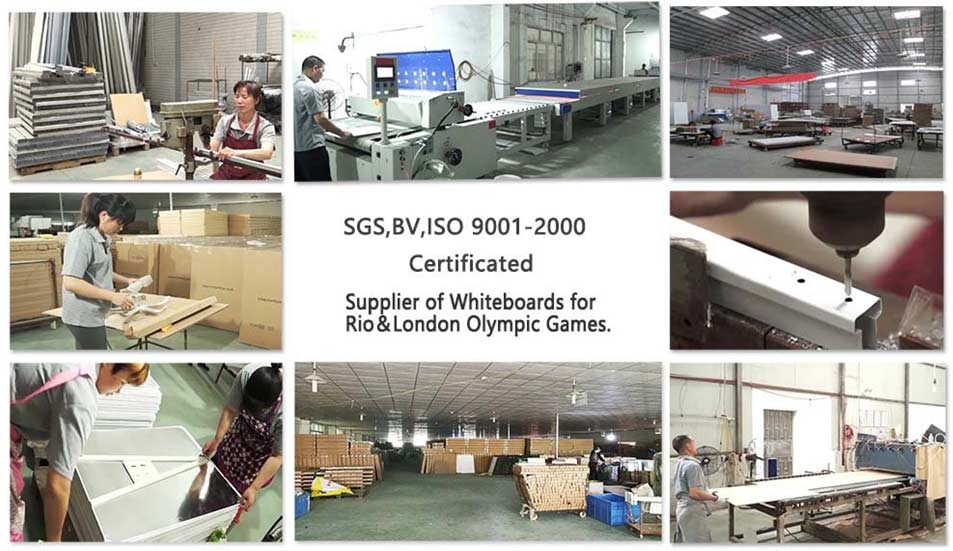 SGS,BV,ISO 9001-2000
Certificated
Supplier of Whiteboards for
Rio&London Olympic Games.